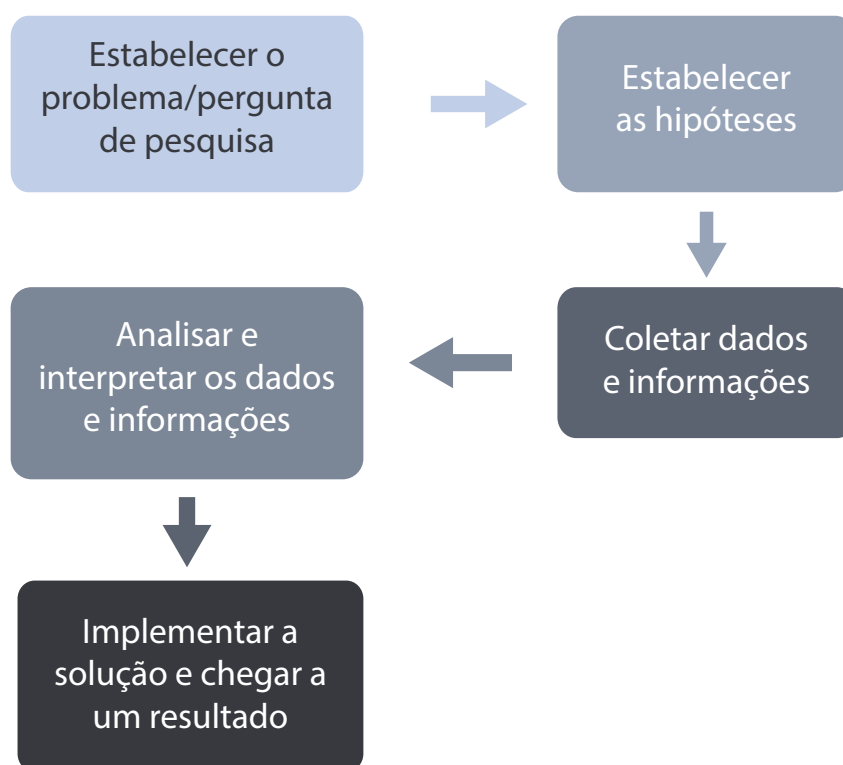 Estabelecer o
problema/pergunta
de pesquisa
Estabelecer
as hipóteses
Coletar dados
e informações
Analisar e
interpretar os dados
e informações
Implementar a
solução e chegar a
um resultado